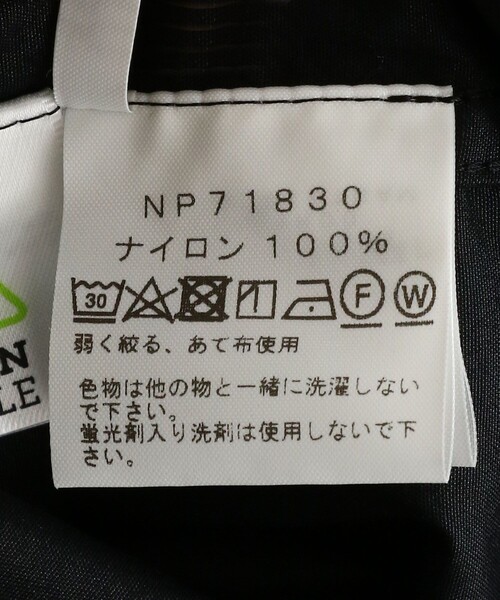 NP71830
ナイロン 100%
30
F
W
弱く絞る、あて布使用
色物は他の物と一緒に洗濯しない
で下さい。
蛍光剤入り洗剤は使用しないで下
さい。
N
LE